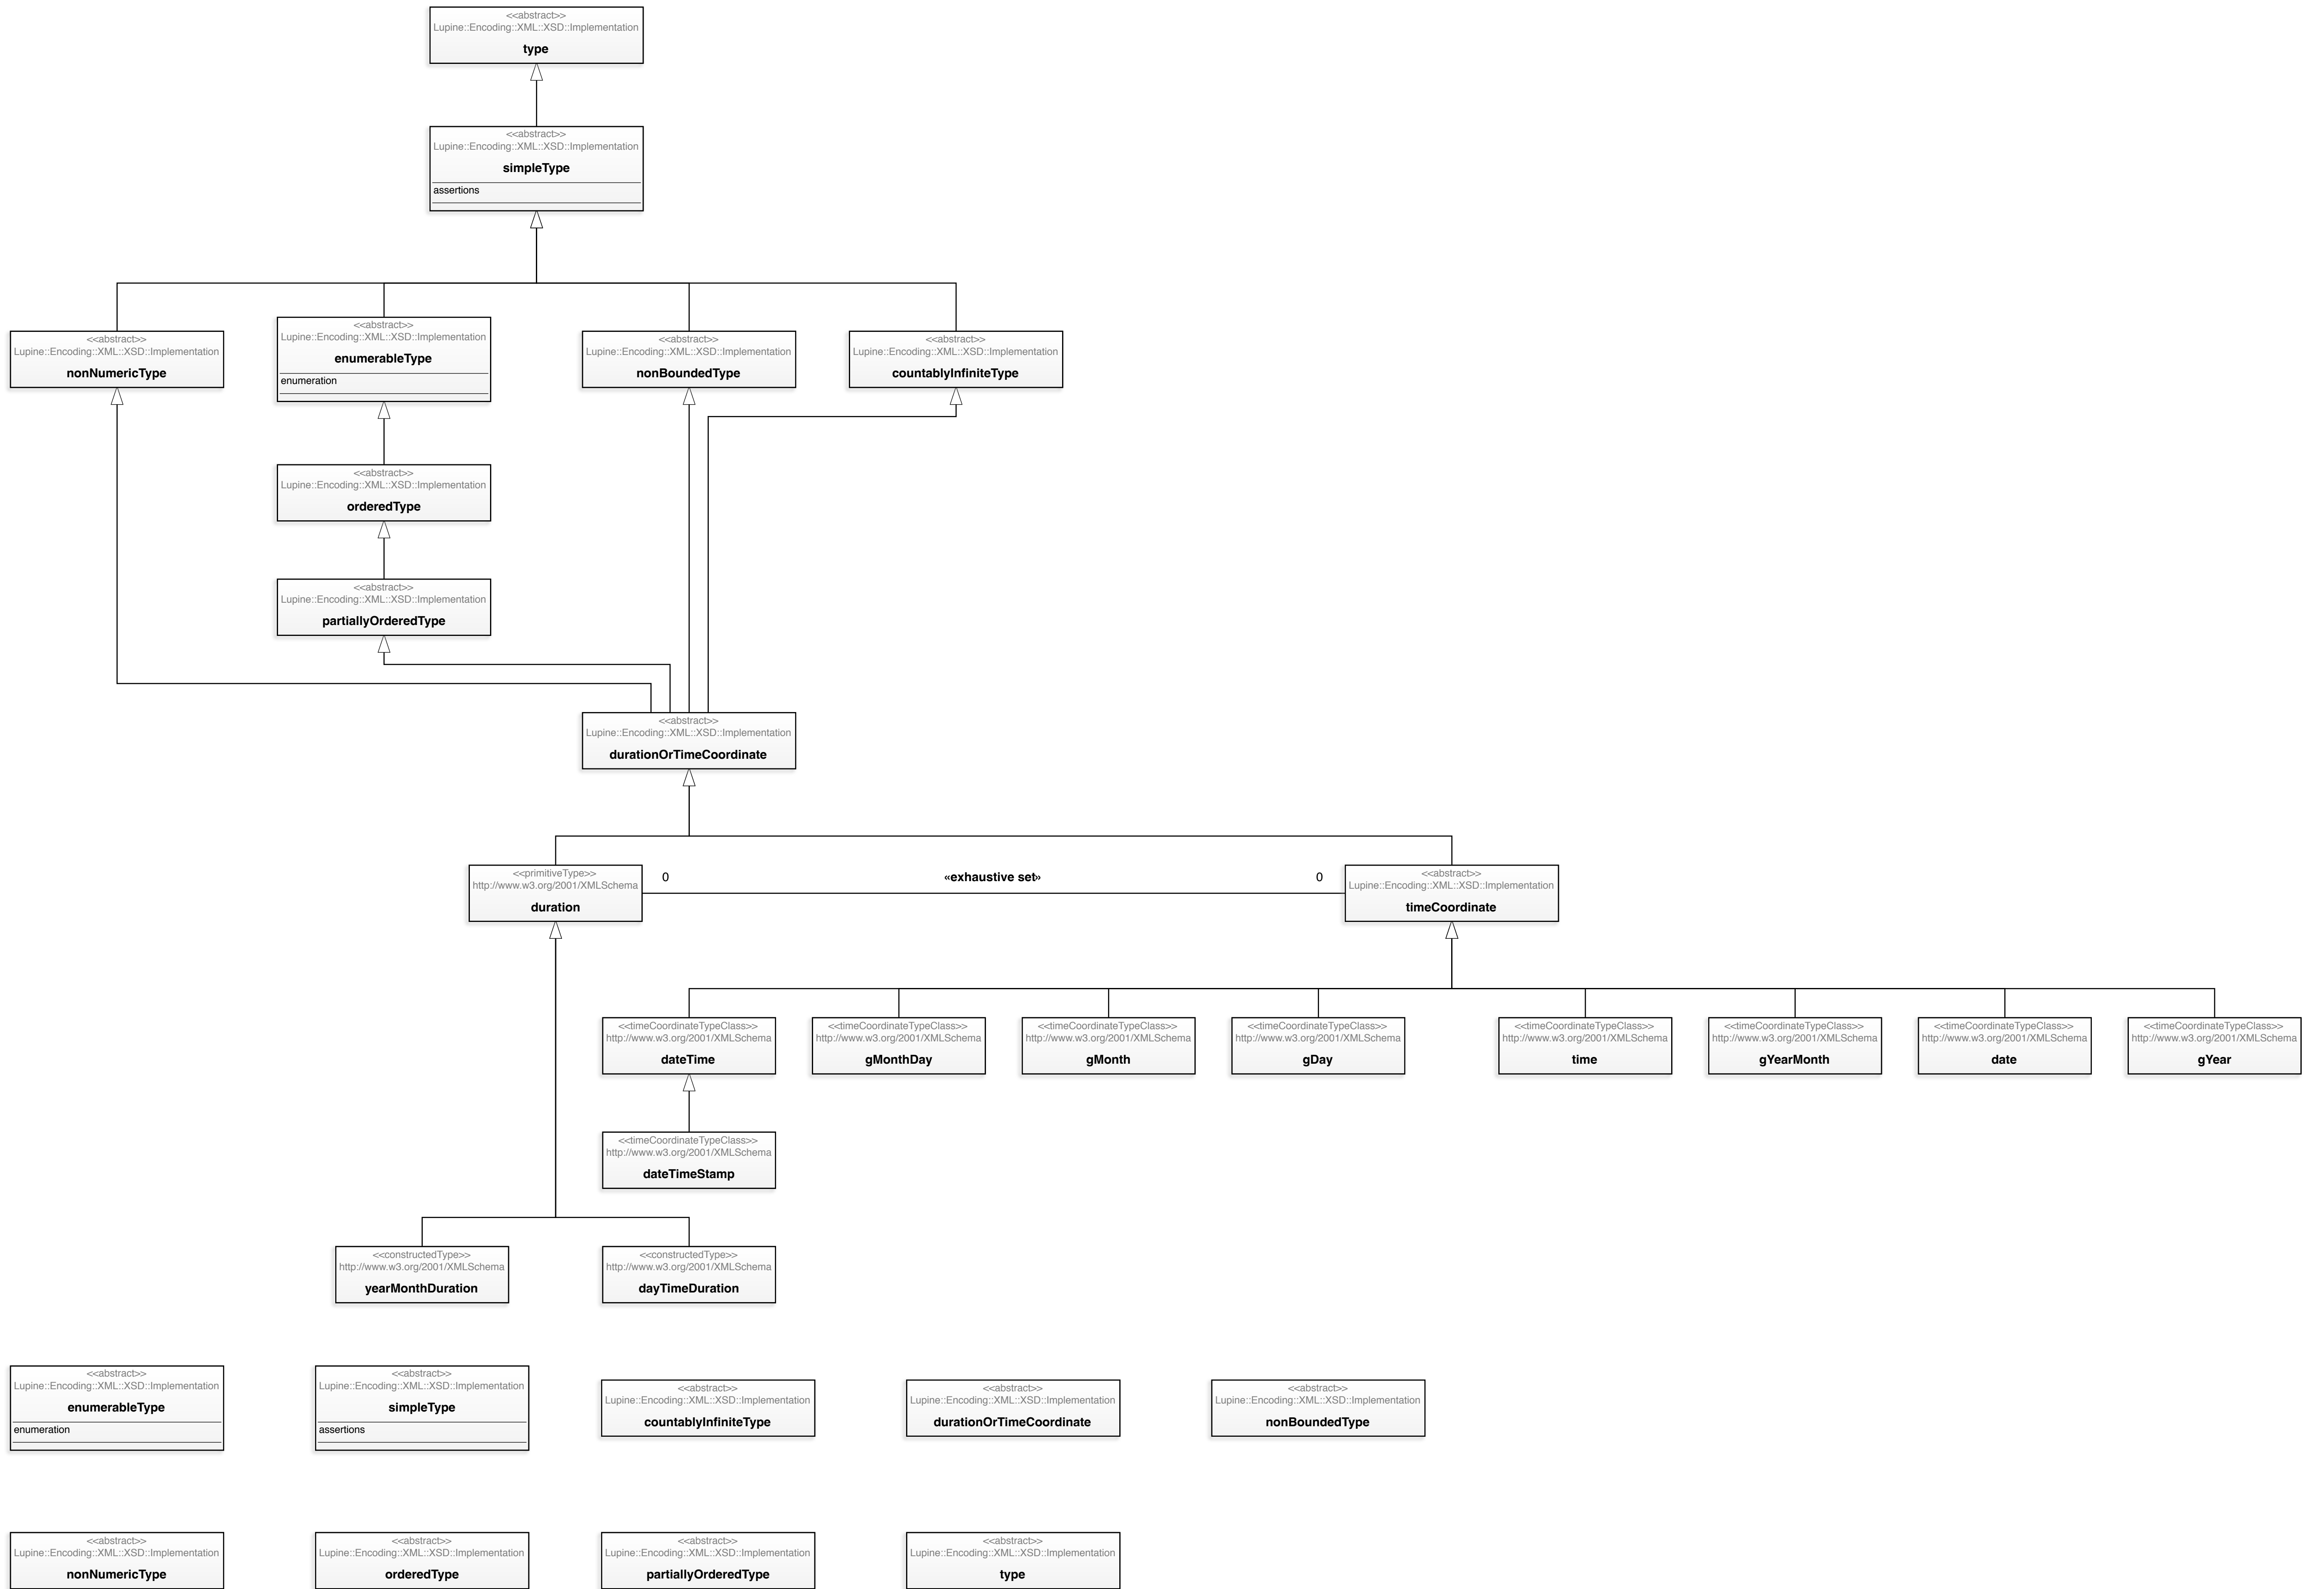 <<abstract>>
Lupine::Encoding::XML::XSD::Implementation
type
<<abstract>>
Lupine::Encoding::XML::XSD::Implementation
simpleType
assertions
<<abstract>>
Lupine::Encoding::XML::XSD::Implementation
nonNumericType
<<abstract>>
Lupine::Encoding::XML::XSD::Implementation
enumerableType
enumeration
<<abstract>>
Lupine::Encoding::XML::XSD::Implementation
nonBoundedType
<<abstract>>
Lupine::Encoding::XML::XSD::Implementation
countablyInfiniteType
<<abstract>>
Lupine::Encoding::XML::XSD::Implementation
orderedType
<<abstract>>
Lupine::Encoding::XML::XSD::Implementation
partiallyOrderedType
<<abstract>>
Lupine::Encoding::XML::XSD::Implementation
durationOrTimeCoordinate
<<primitiveType>>
http://www.w3.org/2001/XMLSchema
duration
0
«exhaustive set»
0
<<abstract>>
Lupine::Encoding::XML::XSD::Implementation
timeCoordinate
<<timeCoordinateTypeClass>>
http://www.w3.org/2001/XMLSchema
dateTime
<<timeCoordinateTypeClass>>
http://www.w3.org/2001/XMLSchema
gMonthDay
<<timeCoordinateTypeClass>>
http://www.w3.org/2001/XMLSchema
gMonth
<<timeCoordinateTypeClass>>
http://www.w3.org/2001/XMLSchema
gDay
<<timeCoordinateTypeClass>>
http://www.w3.org/2001/XMLSchema
time
<<timeCoordinateTypeClass>>
http://www.w3.org/2001/XMLSchema
gYearMonth
<<timeCoordinateTypeClass>>
http://www.w3.org/2001/XMLSchema
date
<<timeCoordinateTypeClass>>
http://www.w3.org/2001/XMLSchema
gYear
<<timeCoordinateTypeClass>>
http://www.w3.org/2001/XMLSchema
dateTimeStamp
<<constructedType>>
http://www.w3.org/2001/XMLSchema
yearMonthDuration
<<constructedType>>
http://www.w3.org/2001/XMLSchema
dayTimeDuration
<<abstract>>
Lupine::Encoding::XML::XSD::Implementation
enumerableType
enumeration
<<abstract>>
Lupine::Encoding::XML::XSD::Implementation
simpleType
assertions
<<abstract>>
Lupine::Encoding::XML::XSD::Implementation
countablyInfiniteType
<<abstract>>
Lupine::Encoding::XML::XSD::Implementation
durationOrTimeCoordinate
<<abstract>>
Lupine::Encoding::XML::XSD::Implementation
nonBoundedType
<<abstract>>
Lupine::Encoding::XML::XSD::Implementation
nonNumericType
<<abstract>>
Lupine::Encoding::XML::XSD::Implementation
orderedType
<<abstract>>
Lupine::Encoding::XML::XSD::Implementation
partiallyOrderedType
<<abstract>>
Lupine::Encoding::XML::XSD::Implementation
type